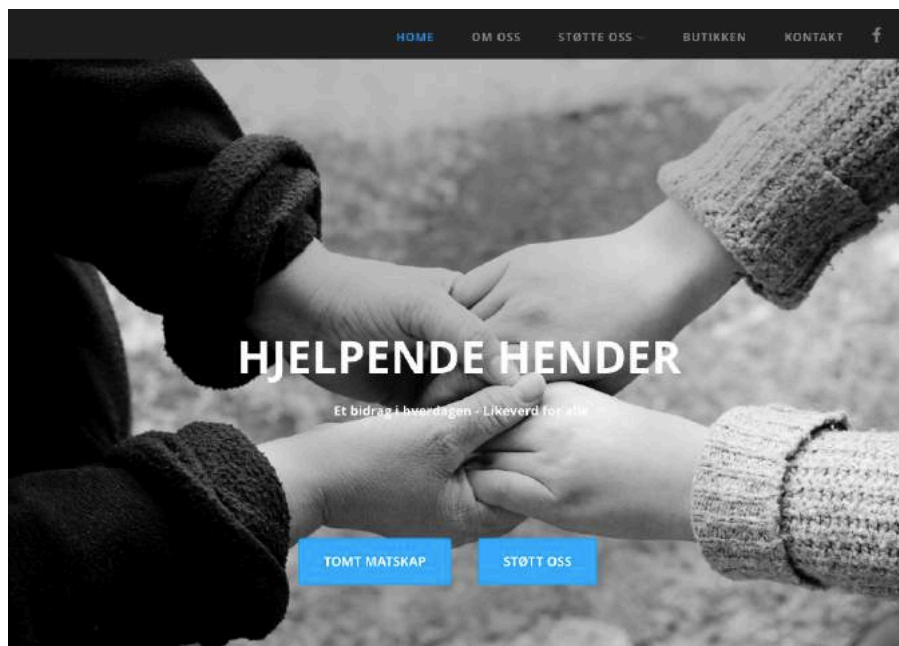 HOME OM OSS STØTTE OSS BUTIKKEN KONTAKT f
HJELPENDE HENDER
Et bidrag i hverdagen - Likeverd for alle
TOMT MATSKAP STØTT OSS